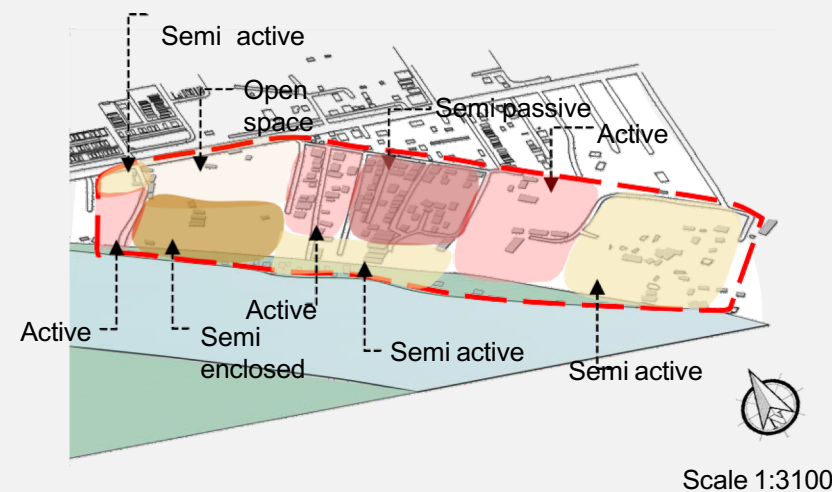 Semi active
Open
space
Semi passive
Active
Active
Semi
enclosed
Active
Semi active
Semi active
Scale 1:3100